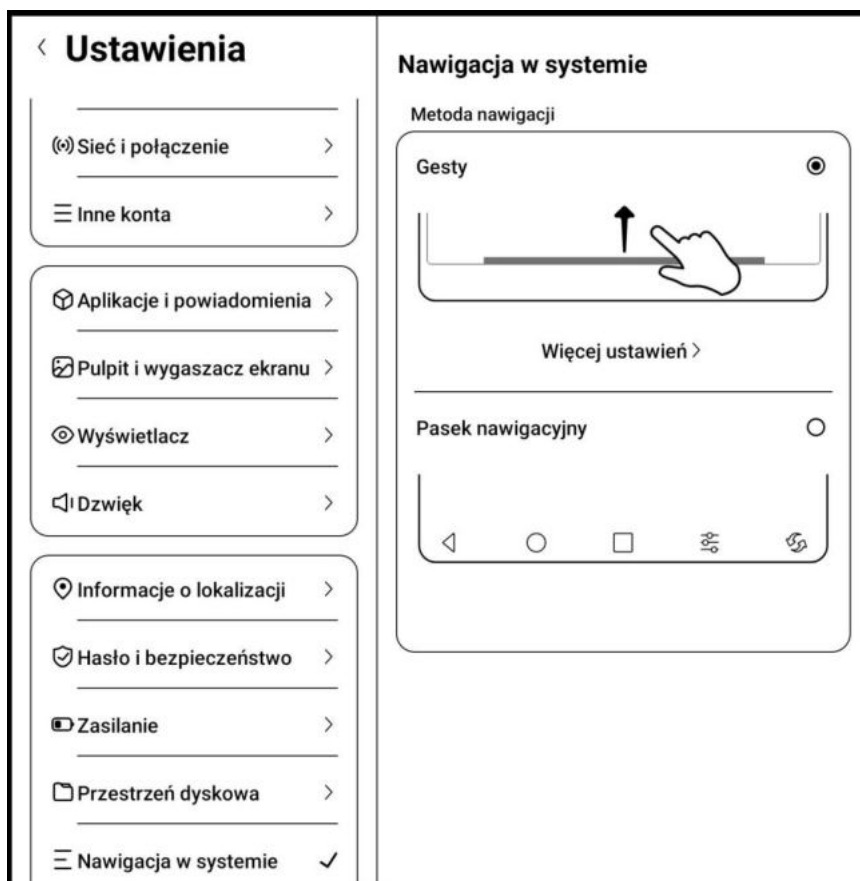 Ustawienia
Sieć i połączenie
Inne konta
Aplikacje i powiadomienia
Pulpit i wygaszacz ekranu
Wyświetlacz
Dzwięk
Informacje o lokalizacji
Hasło i bezpieczeństwo
Zasilanie
Przestrzeń dyskowa
Nawigacja w systemie
Nawigacja w systemie
Metoda nawigacji
Gesty
Więcej ustawień
Pasek nawigacyjny